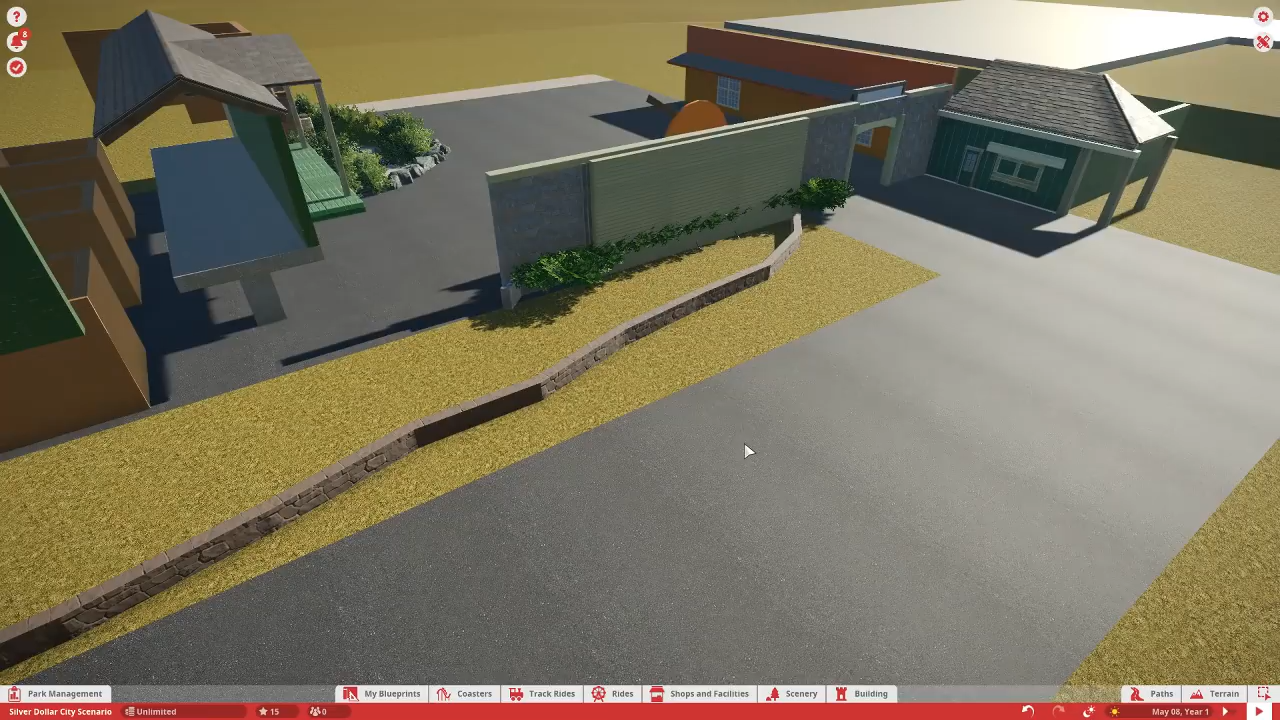 ?
8
Park Management
My Blueprints
Coasters
Track Rides
Rides
Shops and Facilities
Scenery
Building
Paths
Terrain
Silver Dollar City Scenario
Unlimited
15
0
May 08, Year 1